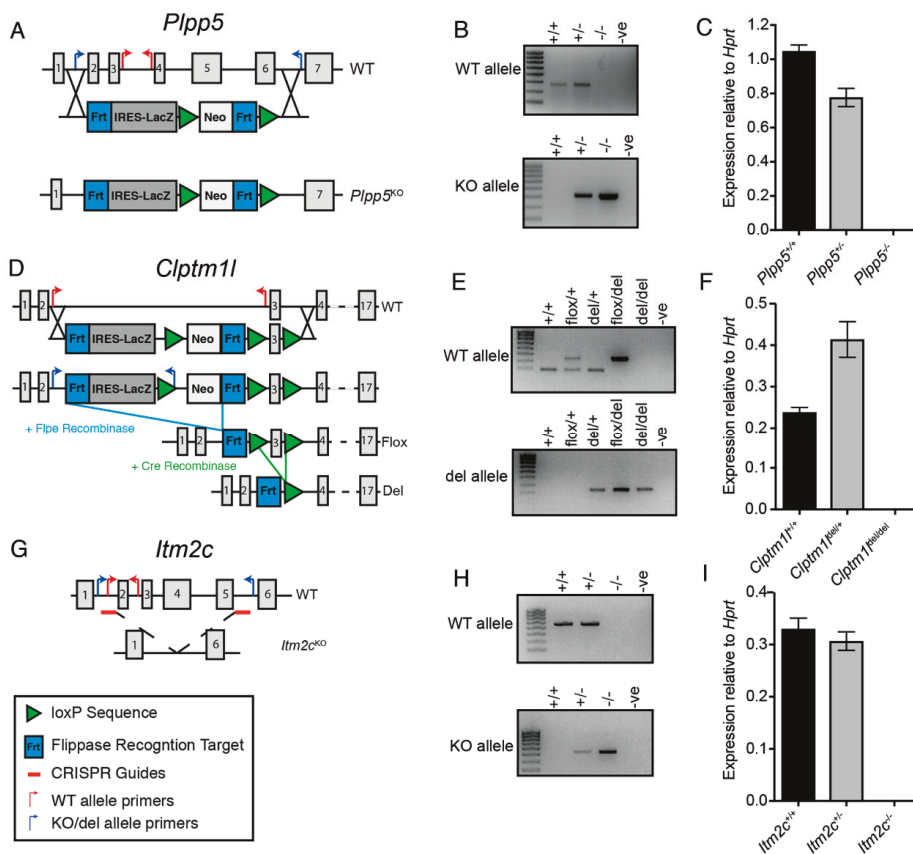 A
Plpp5
1 2 3 4 5 6 7 WT
Frt IRES-LacZ Neo Frt
1 Frt IRES-LacZ Neo Frt 7 Plpp5KO
B
+/+ +/- -/- -ve
WT allele
+/+ +/- -/- -ve
KO allele
C
Expression relative to Hprt
1.2
1.0
0.8
0.6
0.4
0.2
0.0
Plpp5+/+ Plpp5+/- Plpp5-/-
D
Clptm1l
1 2 3 4 17 WT
Frt IRES-LacZ Neo Frt 3
1 2 Frt IRES-LacZ Neo Frt 3 4 17
+ Flpe Recombinase
1 2 Frt 3 4 17 Flox
+ Cre Recombinase
1 2 Frt 4 17 Del
E
+/+ flox/+ del/+ flox/del del/del -ve
WT allele
+/+ flox/+ del/+ flox/del del/del -ve
del allele
F
Expression relative to Hprt
0.5
0.4
0.3
0.2
0.1
0.0
Clptm1l+/+ Clptm1ldel/+ Clptm1ldel/del
G
Itm2c
1 2 3 4 5 6 WT
1 6 Itm2cKO
H
+/+ +/- -/- -ve
WT allele
+/+ +/- -/- -ve
KO allele
I
Expression relative to Hprt
0.4
0.3
0.2
0.1
0.0
Itm2c+/+ Itm2c+/- Itm2c-/-
loxP Sequence
Frt Flippase Recogntion Target
CRISPR Guides
WT allele primers
KO/del allele primers